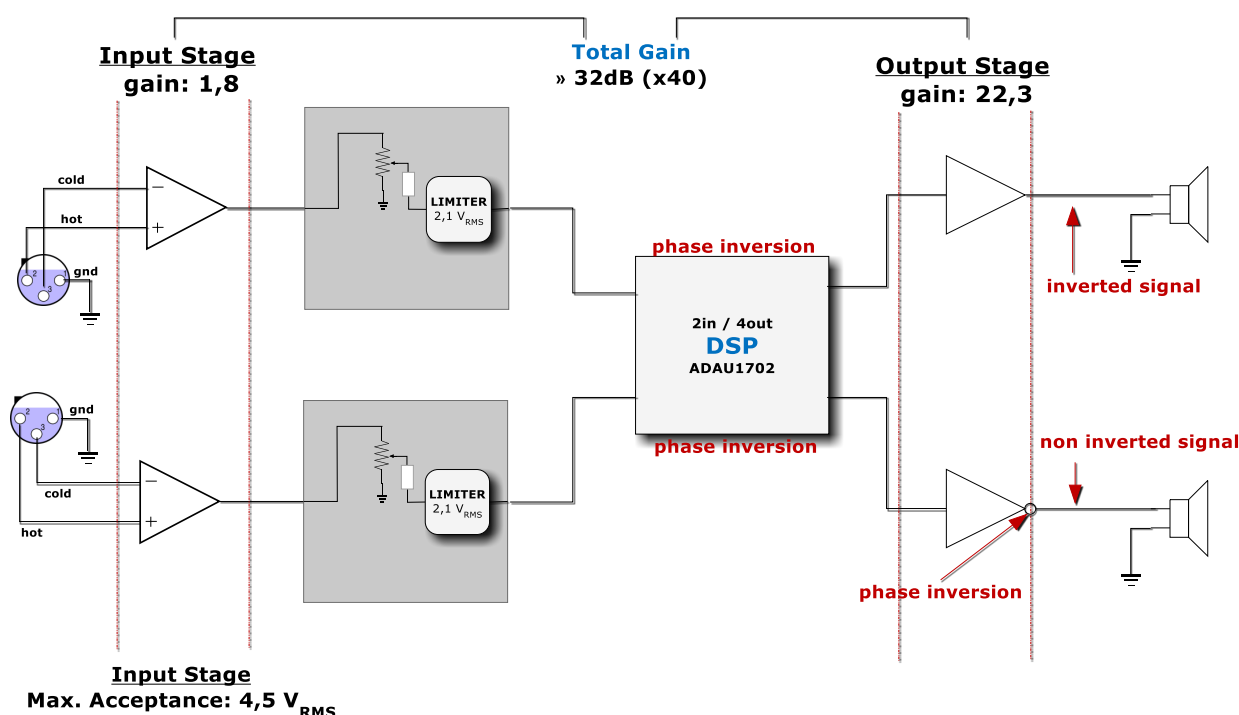 Input Stage
gain: 1,8
Total Gain
» 32dB (x40)
Output Stage
gain: 22,3
cold
hot
2
1
3
gnd
LIMITER
2,1 VRMS
phase inversion
2in / 4out
DSP
ADAU1702
phase inversion
inverted signal
2
1
3
gnd
cold
hot
LIMITER
2,1 VRMS
non inverted signal
phase inversion
Input Stage
Max. Acceptance: 4,5 VRMS